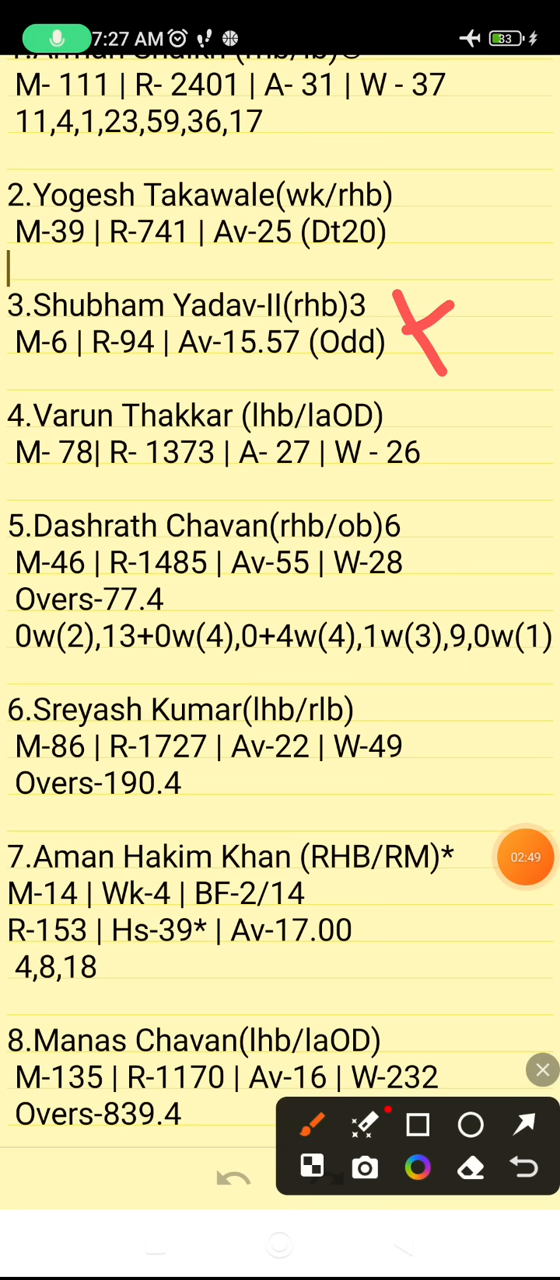 7:27 AM 33
M- 111 | R- 2401 | A- 31 | W - 37
11,4,1,23,59,36,17
2.Yogesh Takawale(wk/rhb)
M-39 | R-741 | Av-25 (Dt20)
3.Shubham Yadav-II(rhb)3
M-6 | R-94 | Av-15.57 (Odd)
4.Varun Thakkar (lhb/laOD)
M- 78| R- 1373 | A- 27 | W - 26
5.Dashrath Chavan(rhb/ob)6
M-46 | R-1485 | Av-55 | W-28
Overs-77.4
0w(2),13+0w(4),0+4w(4),1w(3),9,0w(1)
6.Sreyash Kumar(lhb/rlb)
M-86 | R-1727 | Av-22 | W-49
Overs-190.4
7.Aman Hakim Khan (RHB/RM)*
02:49
M-14 | Wk-4 | BF-2/14
R-153 | Hs-39* | Av-17.00
4,8,18
8.Manas Chavan(lhb/laOD)
M-135 | R-1170 | Av-16 | W-232
Overs-839.4